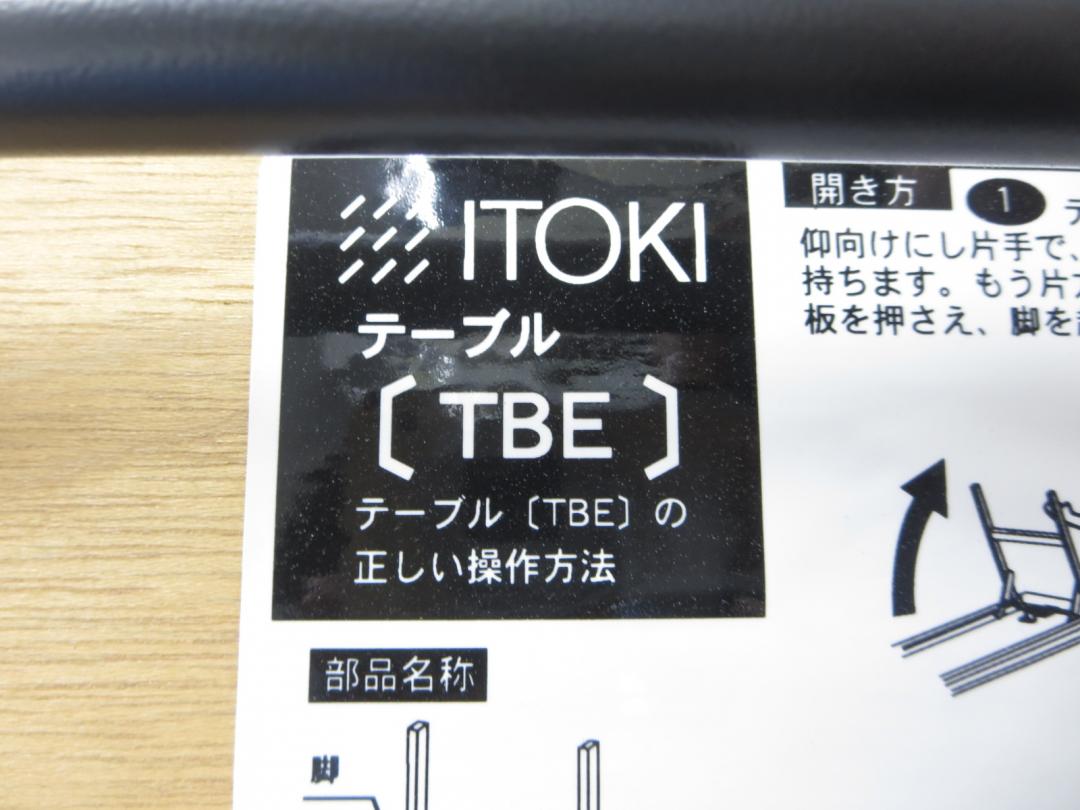 ITOKI
テーブル
〔TBE〕
テーブル〔TBE〕の
正しい操作方法
部品名称
脚
開き方 1
仰向けにし片手で、
持ちます。もう片
板を押さえ、脚を